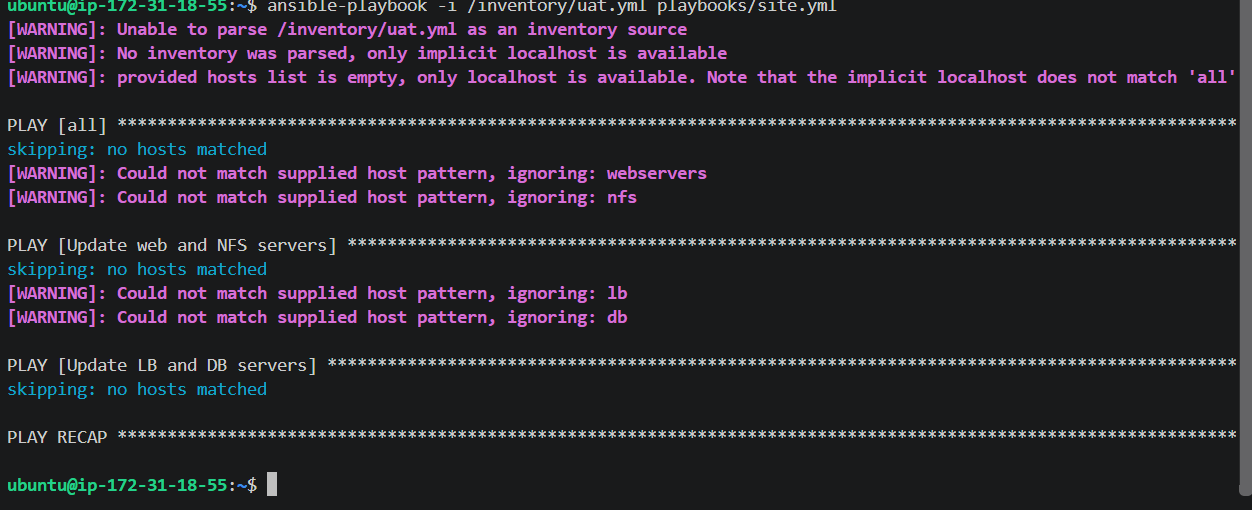 ubuntu@ip-172-31-18-55:~$ ansible-playbook -i /inventory/uat.yml playbooks/site.yml
[WARNING]: Unable to parse /inventory/uat.yml as an inventory source
[WARNING]: No inventory was parsed, only implicit localhost is available
[WARNING]: provided hosts list is empty, only localhost is available. Note that the implicit localhost does not match 'all'
PLAY [all] ****************************************************************************************************************
skipping: no hosts matched
[WARNING]: Could not match supplied host pattern, ignoring: webservers
[WARNING]: Could not match supplied host pattern, ignoring: nfs
PLAY [Update web and NFS servers] *****************************************************************************************
skipping: no hosts matched
[WARNING]: Could not match supplied host pattern, ignoring: lb
[WARNING]: Could not match supplied host pattern, ignoring: db
PLAY [Update LB and DB servers] *******************************************************************************************
skipping: no hosts matched
PLAY RECAP ****************************************************************************************************************
ubuntu@ip-172-31-18-55:~$